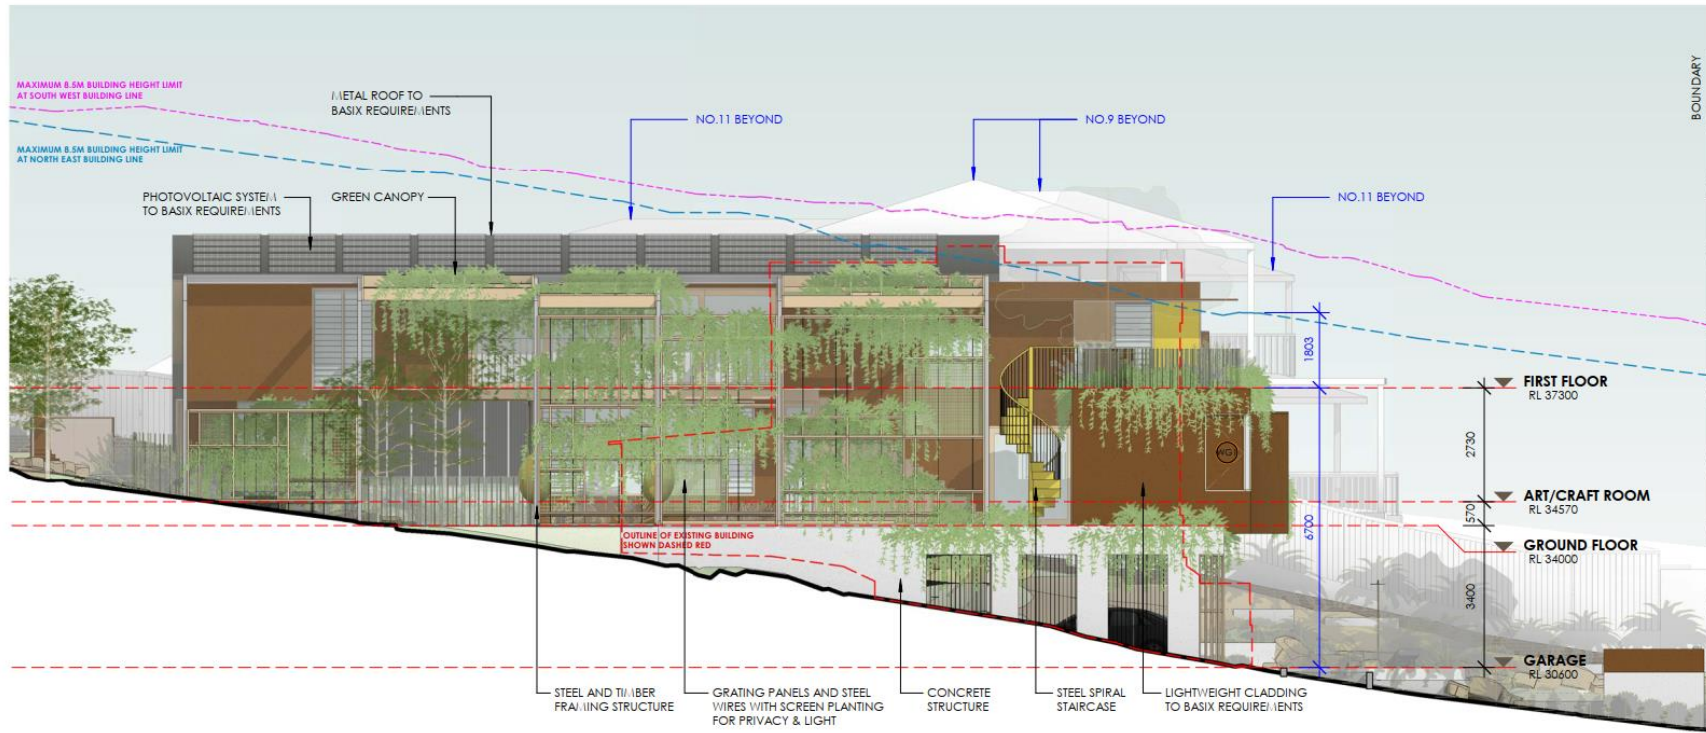 BOUNDARY
MAXIMUM 8.5M BUILDING HEIGHT LIMIT
AT SOUTH WEST BUILDING LINE
METAL ROOF TO
BASIX REQUIREMENTS
NO.11 BEYOND
NO.9 BEYOND
MAXIMUM 8.5M BUILDING HEIGHT LIMIT
AT NORTH EAST BUILDING LINE
PHOTOVOLTAIC SYSTEM
TO BASIX REQUIREMENTS
GREEN CANOPY
NO.11 BEYOND
1803
FIRST FLOOR
RL 37300
2730
WG1
ART/CRAFT ROOM
RL 34570
570
6700
OUTLINE OF EXISTING BUILDING
SHOWN DASHED RED
GROUND FLOOR
RL 34000
3400
GARAGE
RL 30600
STEEL AND TIMBER
FRAMING STRUCTURE
GRATING PANELS AND STEEL
WIRES WITH SCREEN PLANTING
FOR PRIVACY & LIGHT
CONCRETE
STRUCTURE
STEEL SPIRAL
STAIRCASE
LIGHTWEIGHT CLADDING
TO BASIX REQUIREMENTS